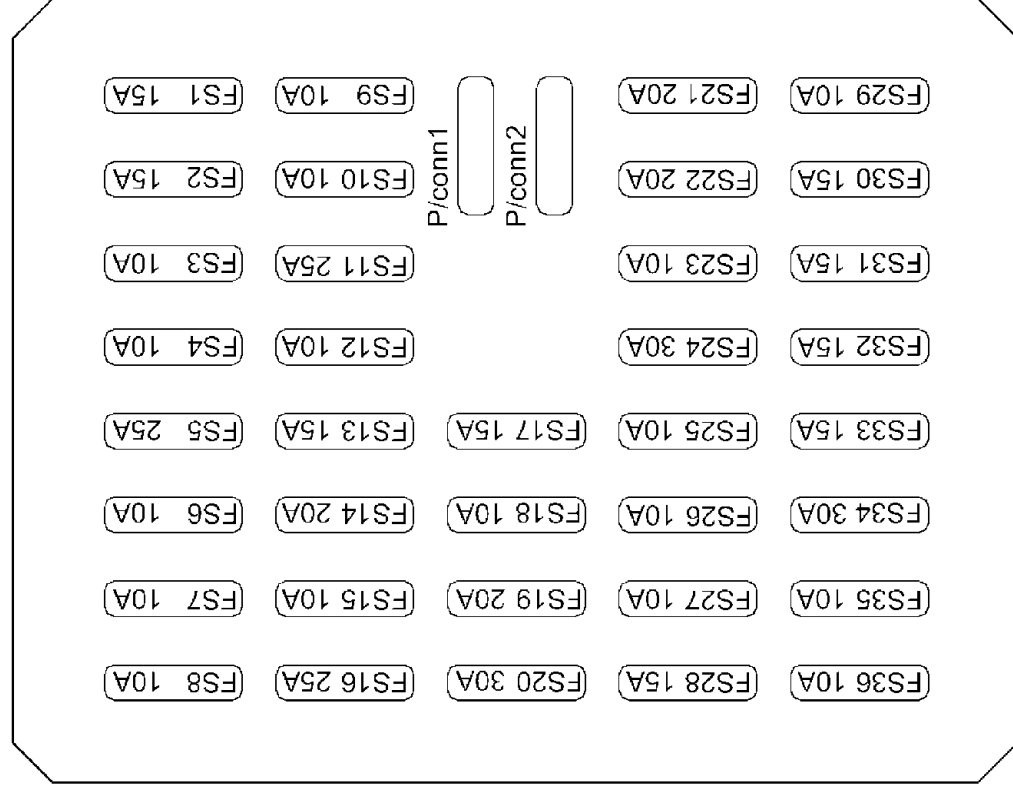 FS1 15A
FS2 15A
FS3 10A
FS4 10A
FS5 25A
FS6 10A
FS7 10A
FS8 10A
FS9 10A
FS10 10A
FS11 25A
FS12 10A
FS13 15A
FS14 20A
FS15 10A
FS16 25A
P/conn1
P/conn2
FS17 15A
FS18 10A
FS19 20A
FS20 30A
FS21 20A
FS22 20A
FS23 10A
FS24 30A
FS25 10A
FS26 10A
FS27 10A
FS28 15A
FS29 10A
FS30 15A
FS31 15A
FS32 15A
FS33 15A
FS34 30A
FS35 10A
FS36 10A